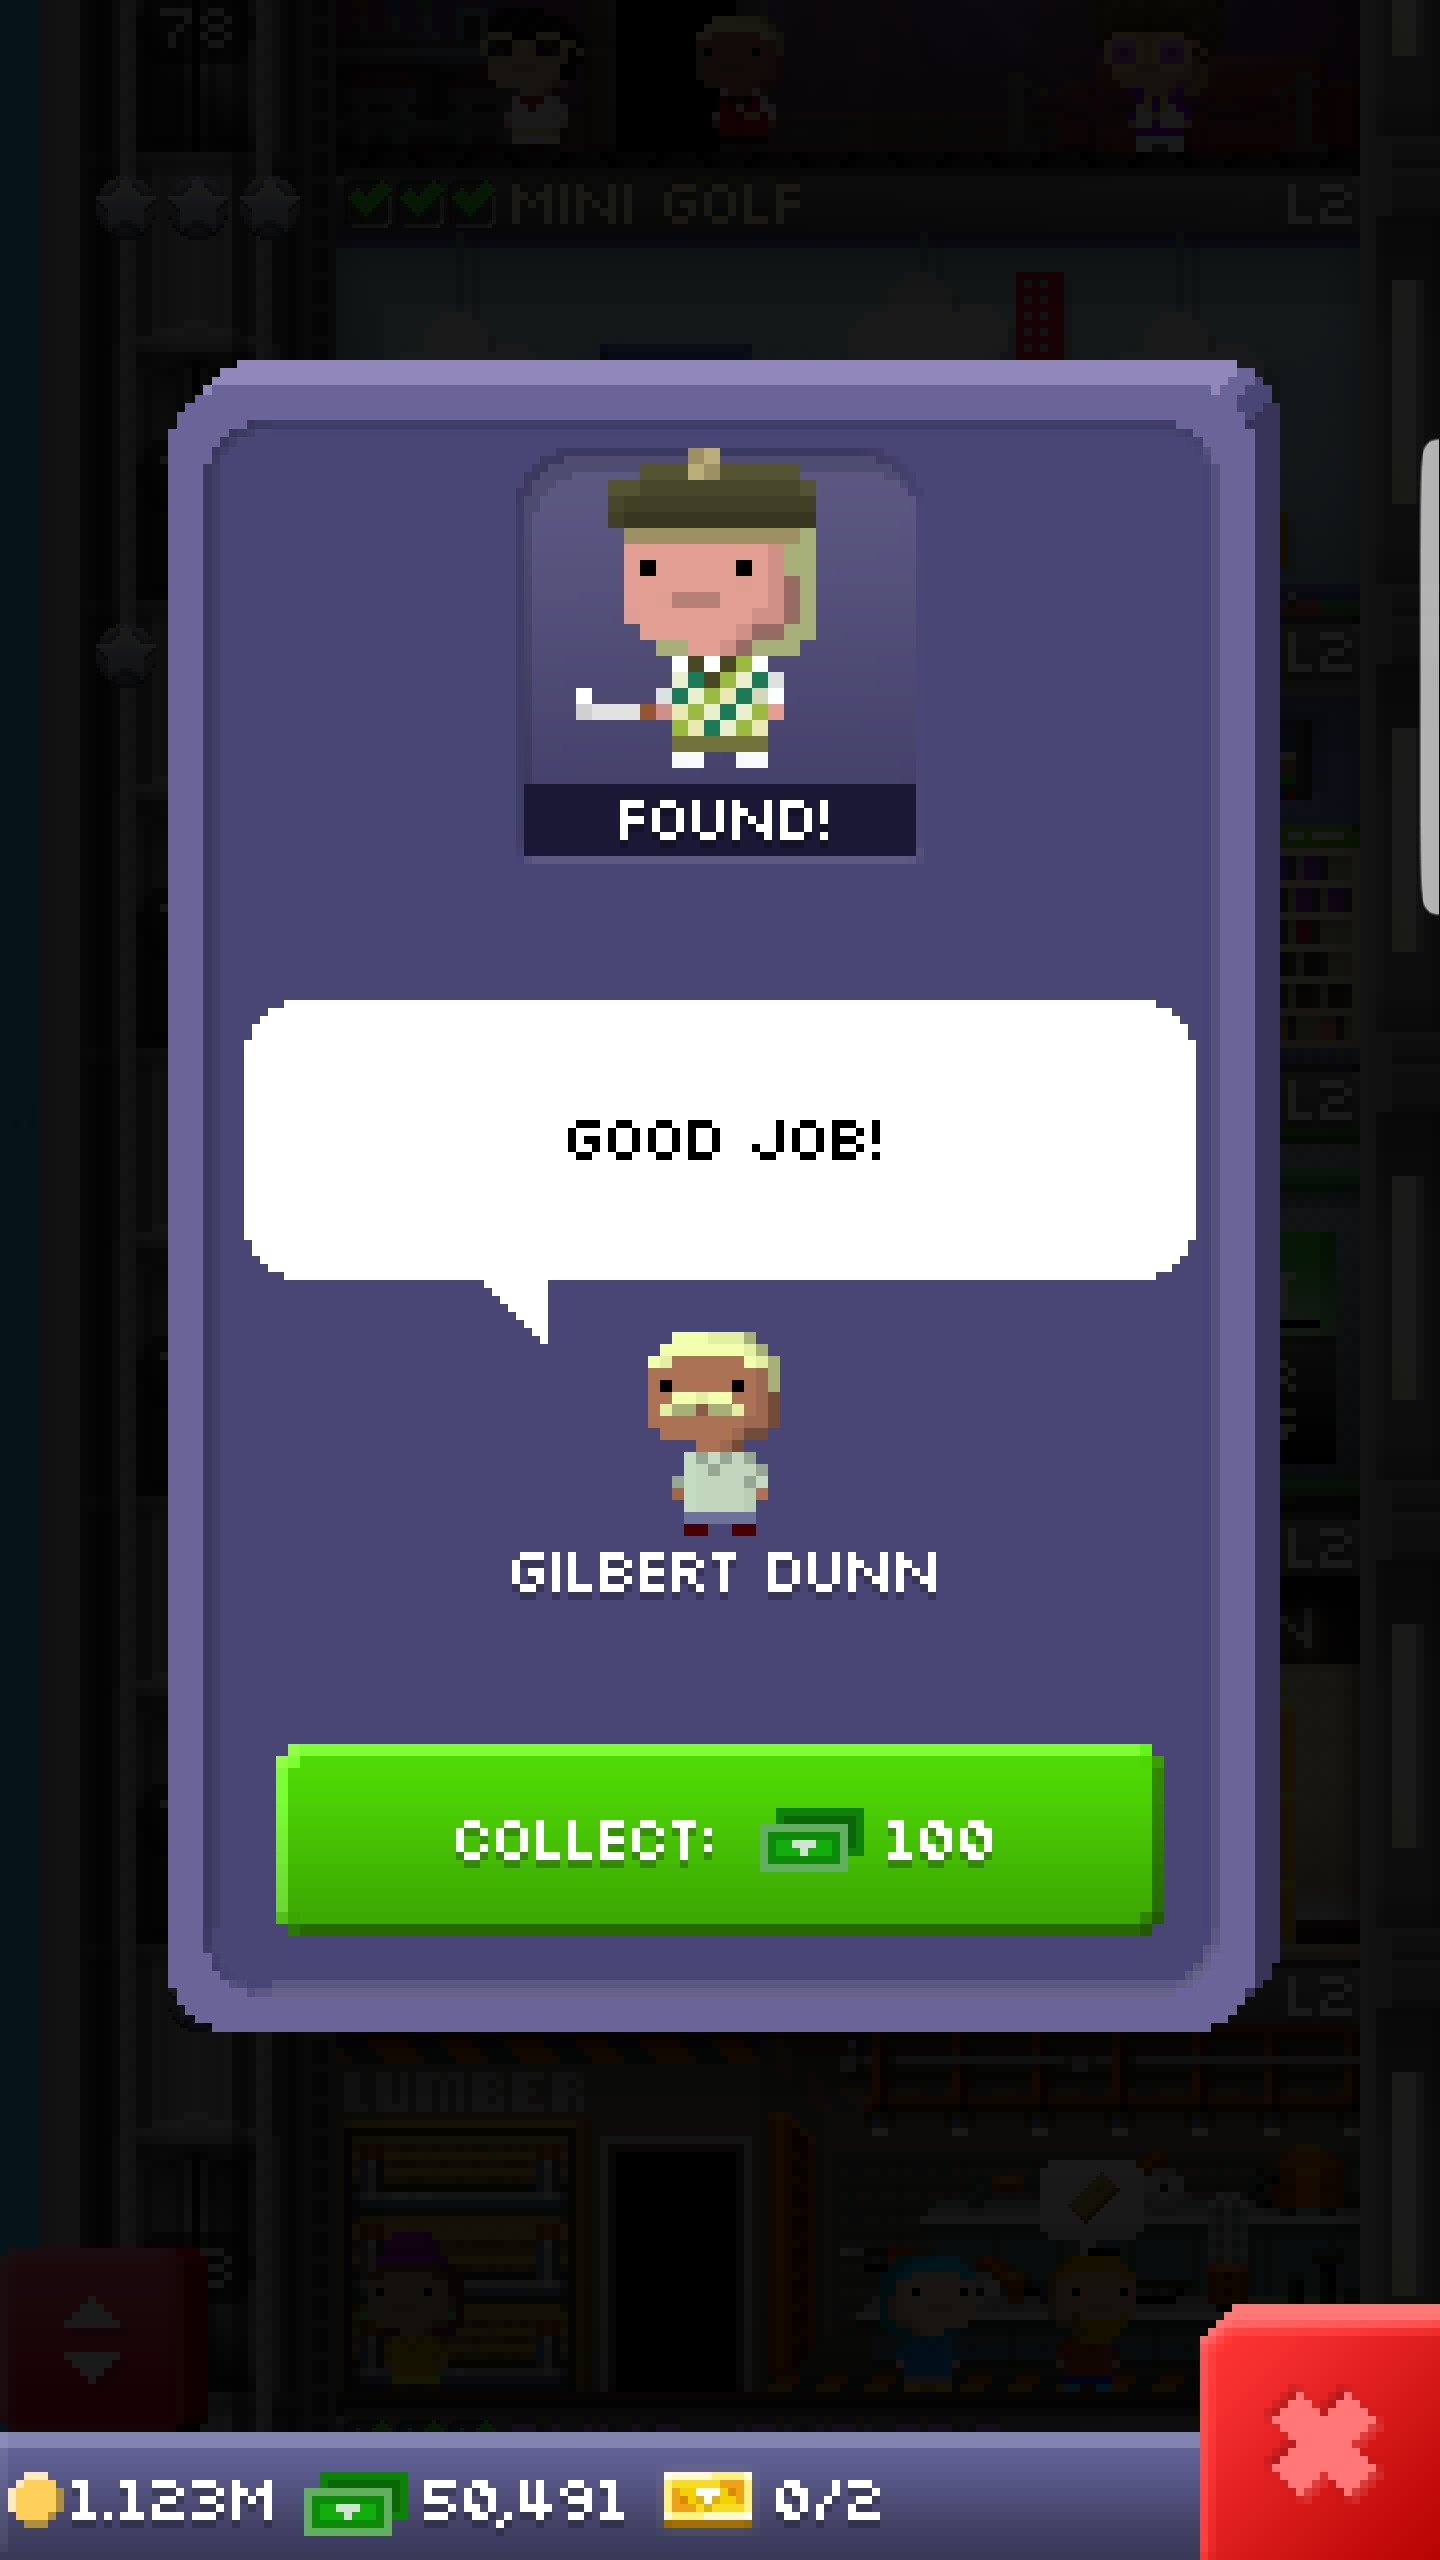 78
MINI GOLF L2
L2
FOUND!
L2
GOOD JOB!
L2
GILBERT DUNN
COLLECT: 100
L2
LUMBER
1.123M 50,491 0/2